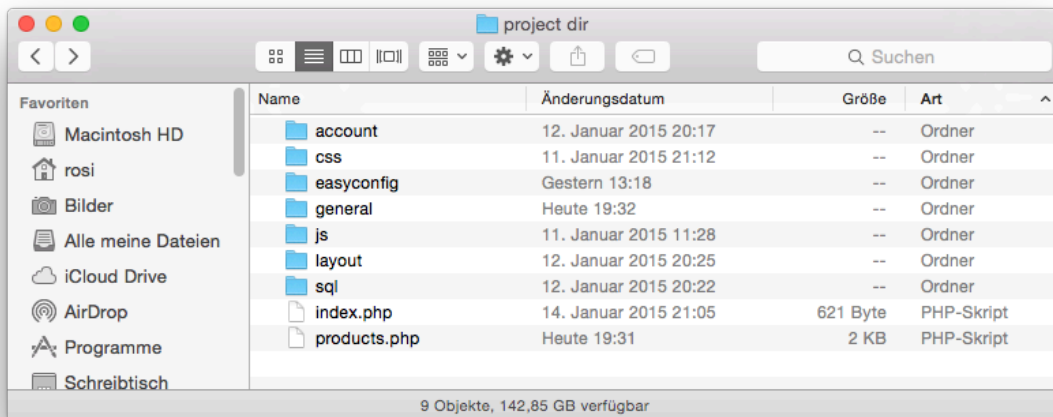 project dir
Suchen
Favoriten
Macintosh HD
rosi
Bilder
Alle meine Dateien
iCloud Drive
AirDrop
Programme
Schreibtisch
Name Änderungsdatum Größe Art
account 12. Januar 2015 20:17 -- Ordner
css 11. Januar 2015 21:12 -- Ordner
easyconfig Gestern 13:18 -- Ordner
general Heute 19:32 -- Ordner
js 11. Januar 2015 11:28 -- Ordner
layout 12. Januar 2015 20:25 -- Ordner
sql 12. Januar 2015 20:22 -- Ordner
index.php 14. Januar 2015 21:05 621 Byte PHP-Skript
products.php Heute 19:31 2 KB PHP-Skript
9 Objekte, 142,85 GB verfügbar